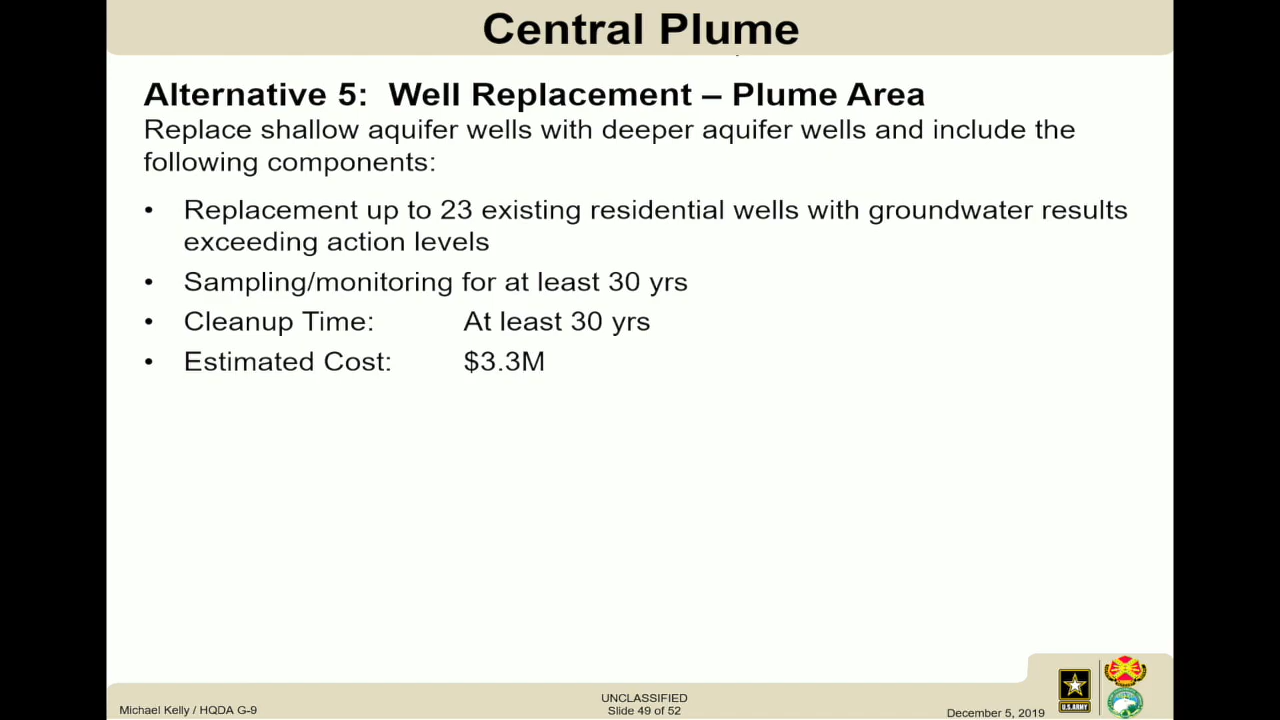 Central Plume
Alternative 5:  Well Replacement – Plume Area
Replace shallow aquifer wells with deeper aquifer wells and include the
following components:
• Replacement up to 23 existing residential wells with groundwater results
exceeding action levels
• Sampling/monitoring for at least 30 yrs
• Cleanup Time: At least 30 yrs
• Estimated Cost: $3.3M
Michael Kelly / HQDA G-9
UNCLASSIFIED
Slide 49 of 52
December 5, 2019
U.S.ARMY